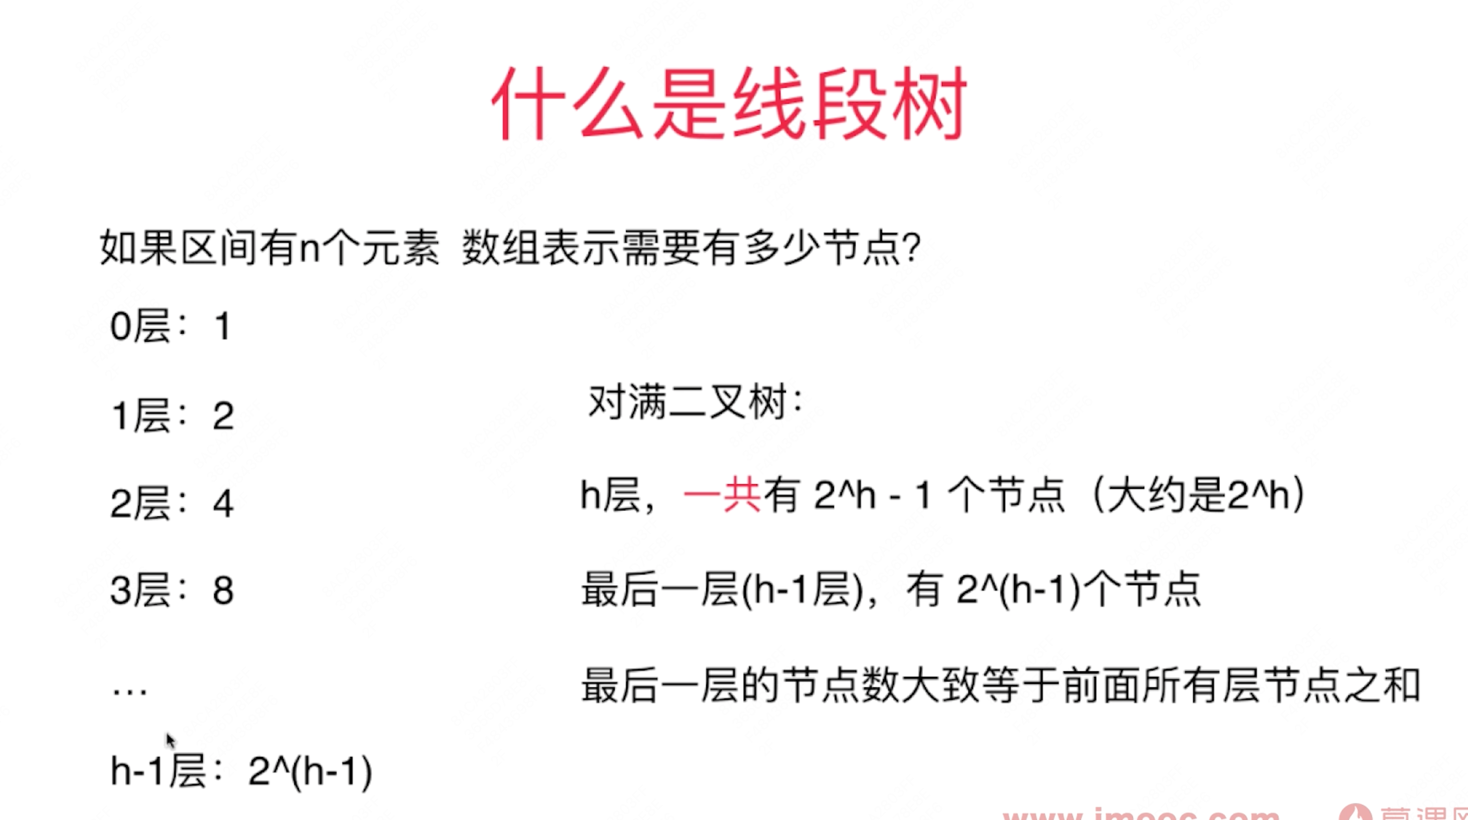 什么是线段树
如果区间有n个元素 数组表示需要有多少节点?
0层：1
1层：2
2层：4
3层：8
...
h-1层：2^(h-1)
对满二叉树：
h层，一共有 2^h - 1 个节点（大约是2^h）
最后一层(h-1层)，有 2^(h-1)个节点
最后一层的节点数大致等于前面所有层节点之和
www.imooc.com
慕课网